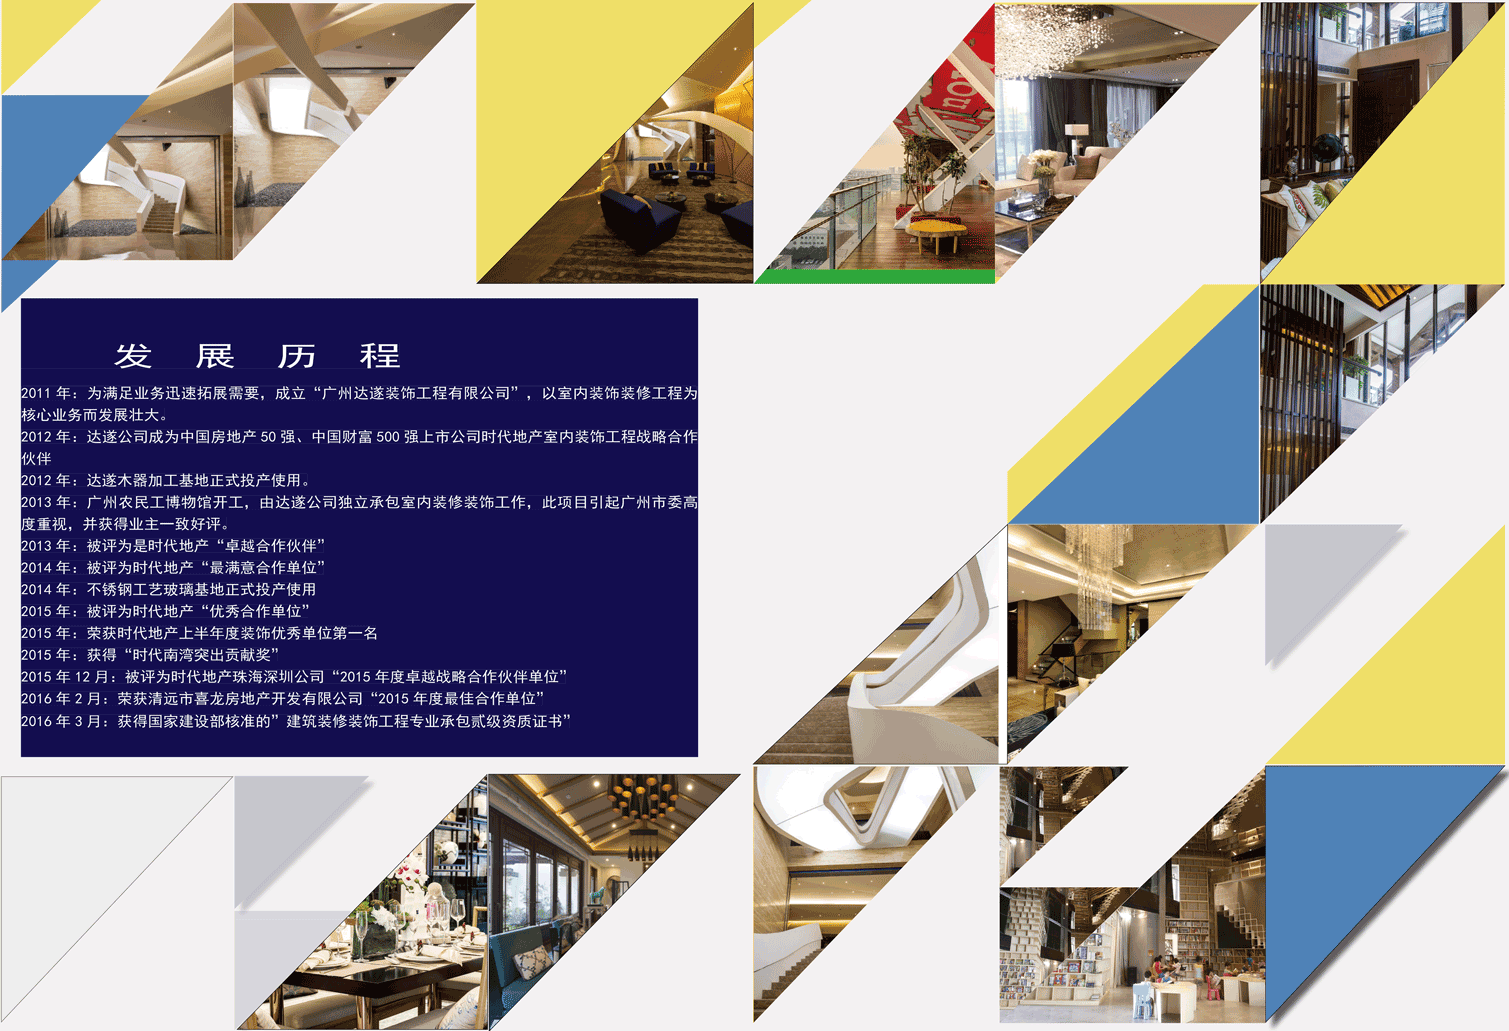 发 展 历 程
2011 年：为满足业务迅速拓展需要，成立“广州达遂装饰工程有限公司”，以室内装饰装修工程为
核心业务而发展壮大。
2012 年：达遂公司成为中国房地产 50 强、中国财富 500 强上市公司时代地产室内装饰工程战略合作
伙伴
2012 年：达遂木器加工基地正式投产使用。
2013 年：广州农民工博物馆开工，由达遂公司独立承包室内装修装饰工作，此项目引起广州市委高
度重视，并获得业主一致好评。
2013 年：被评为是时代地产“卓越合作伙伴”
2014 年：被评为时代地产“最满意合作单位”
2014 年：不锈钢工艺玻璃基地正式投产使用
2015 年：被评为时代地产“优秀合作单位”
2015 年：荣获时代地产上半年度装饰优秀单位第一名
2015 年：获得“时代南湾突出贡献奖”
2015 年 12 月：被评为时代地产珠海深圳公司“2015 年度卓越战略合作伙伴单位”
2016 年 2 月：荣获清远市喜龙房地产开发有限公司“2015 年度最佳合作单位”
2016 年 3 月：获得国家建设部核准的”建筑装修装饰工程专业承包贰级资质证书”